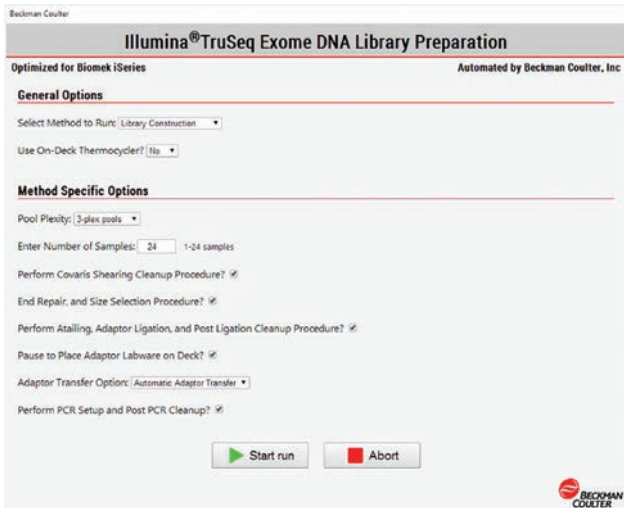 Beckman Coulter
Illumina®TruSeq Exome DNA Library Preparation
Optimized for Biomek iSeries Automated by Beckman Coulter, Inc
General Options
Select Method to Run: Library Construction
Use On-Deck Thermocycler? No
Method Specific Options
Pool Plexity: 3-plex pools
Enter Number of Samples: 24 1-24 samples
Perform Covaris Shearing Cleanup Procedure?
End Repair, and Size Selection Procedure?
Perform Atailing, Adaptor Ligation, and Post Ligation Cleanup Procedure?
Pause to Place Adaptor Labware on Deck?
Adaptor Transfer Option: Automatic Adaptor Transfer
Perform PCR Setup and Post PCR Cleanup?
Start run Abort
BECKMAN
COULTER